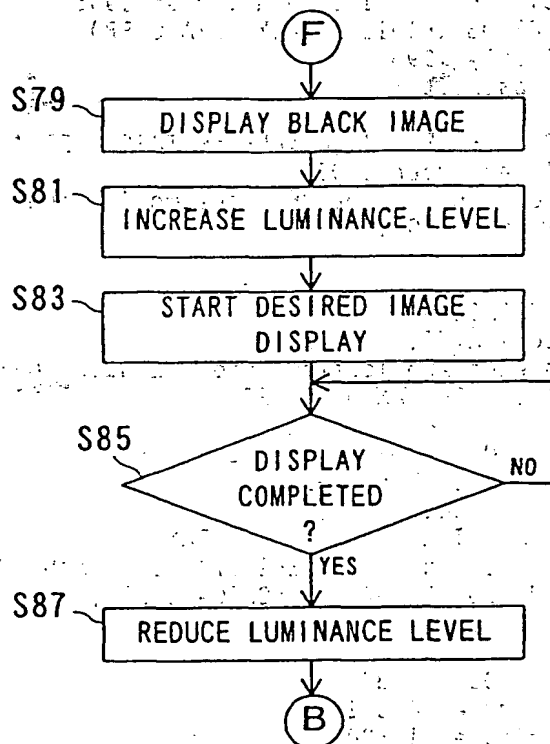 F
S79
DISPLAY BLACK IMAGE
S81
INCREASE LUMINANCE LEVEL
S83
START DESIRED IMAGE
DISPLAY
S85
DISPLAY
COMPLETED
?
NO
YES
S87
REDUCE LUMINANCE LEVEL
B